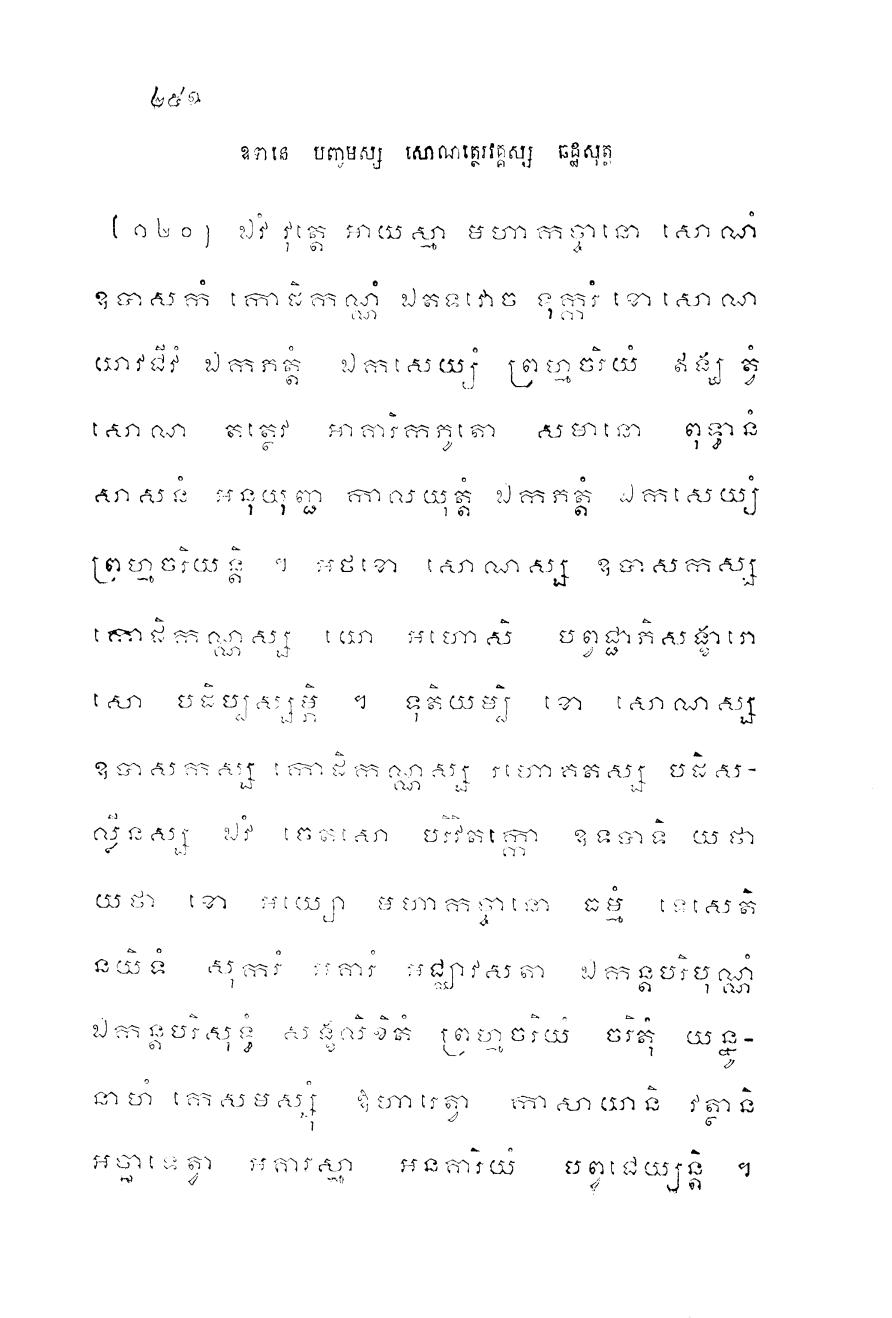 ២៥១
ឧទានេ បញ្ចមស្ស សោណត្ថេរវគ្គស្ស ឆដ្ឋសុត្តំ
(១២០) ឯវំ វុត្តេ អាយស្មា មហាកច្ចានោ សោណំ
ឧបាសកំ កោដិកណ្ណំ ឯតទវោច ទុក្ករំ ខោ សោណ
យាវជីវំ ឯកភត្តំ ឯកសេយ្យំ ព្រហ្មចរិយំ ឥង្ឃ ត្វំ
សោណ តត្ថេវ អាគារិកភូតោ សមានោ ពុទ្ធានំ
សាសនំ អនុយុញ្ជ កាលយុត្តំ ឯកភត្តំ ឯកសេយ្យំ
ព្រហ្មចរិយន្តិ ។ អថខោ សោណស្ស ឧបាសកស្ស
កោដិកណ្ណស្ស យោ អហោសិ បព្វជ្ជាភិសង្ខារោ
សោ បដិប្បស្សម្ភិ ។ ទុតិយម្បិ ខោ សោណស្ស
ឧបាសកស្ស កោដិកណ្ណស្ស រហោគតស្ស បដិស-
ល្លីនស្ស ឯវំ ចេតសោ បរិវិតក្កោ ឧទបាទិ យថា
យថា ខោ អយ្យោ មហាកច្ចានោ ធម្មំ ទេសេតិ
នយិទំ សុករំ អគារំ អជ្ឈាវសតា ឯកន្តបរិបុណ្ណំ
ឯកន្តបរិសុទ្ធំ សង្ខលិខិតំ ព្រហ្មចរិយំ ចរិតុំ យន្នូ-
នាហំ កេសមស្សុំ ឱហារេត្វា កាសាយានិ វត្ថានិ
អច្ឆាទេត្វា អគារស្មា អនគារិយំ បព្វជេយ្យន្តិ ។